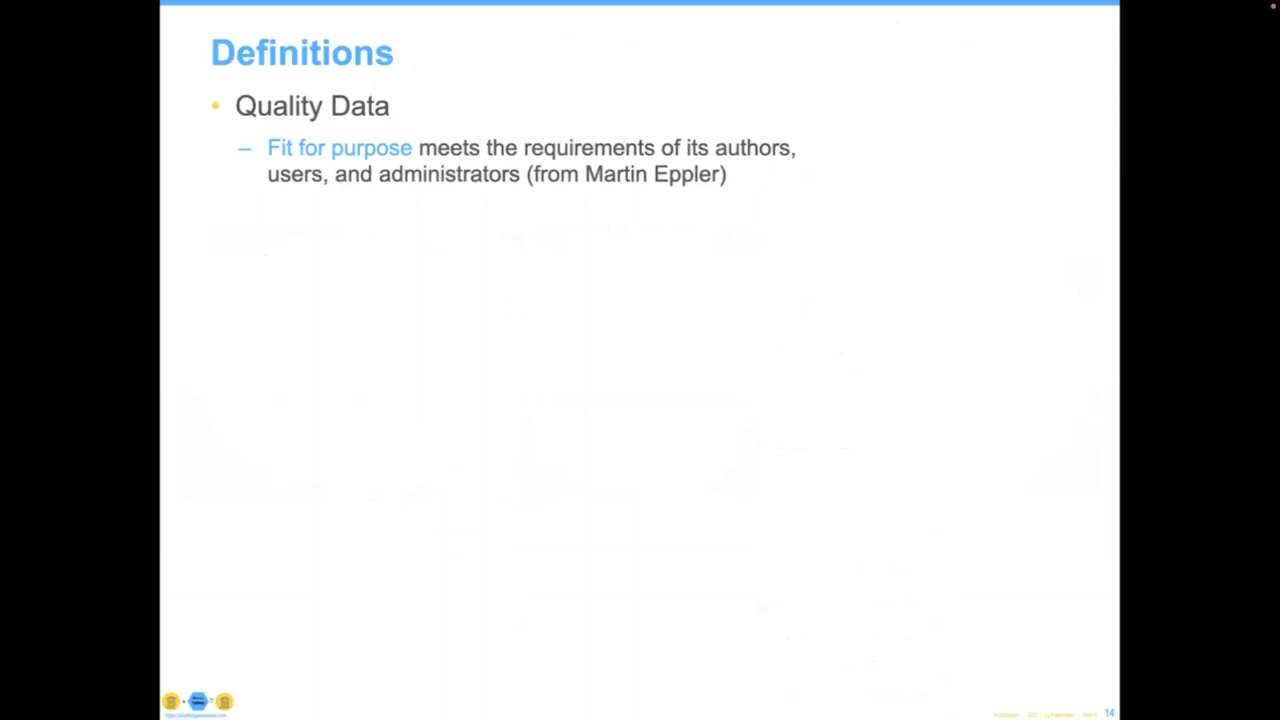 Definitions
• Quality Data
– Fit for purpose meets the requirements of its authors,
users, and administrators (from Martin Eppler)
14